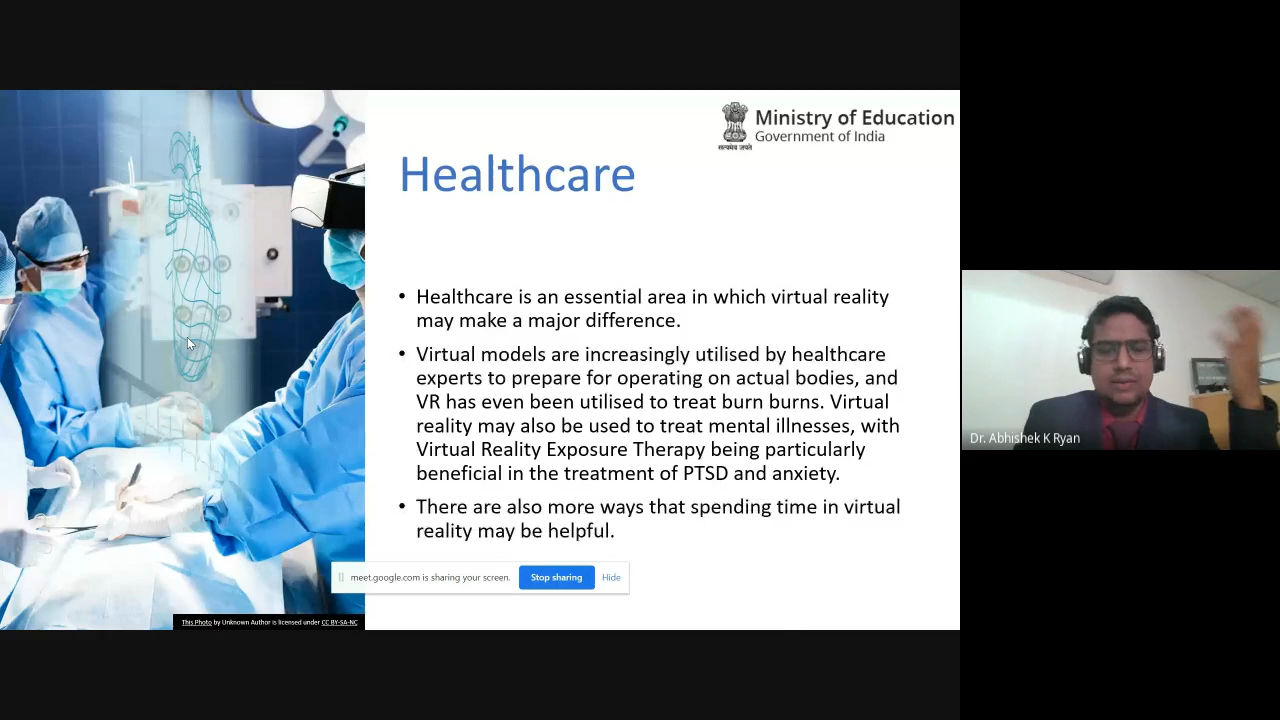 Ministry of Education
Government of India
सत्यमेव जयते
Healthcare
• Healthcare is an essential area in which virtual reality
may make a major difference.
• Virtual models are increasingly utilised by healthcare
experts to prepare for operating on actual bodies, and
VR has even been utilised to treat burn burns. Virtual
reality may also be used to treat mental illnesses, with
Virtual Reality Exposure Therapy being particularly
beneficial in the treatment of PTSD and anxiety.
• There are also more ways that spending time in virtual
reality may be helpful.
meet.google.com is sharing your screen. Stop sharing Hide
This Photo by Unknown Author is licensed under CC BY-SA-NC
Dr. Abhishek K Ryan